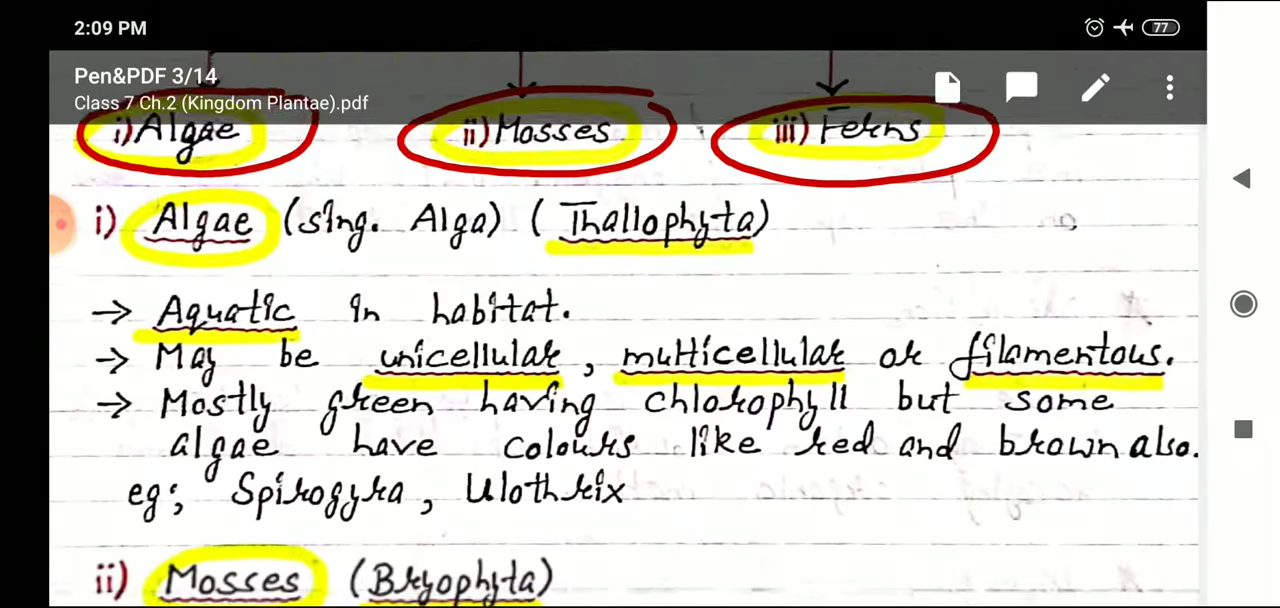 2:09 PM
77
Pen&PDF 3/14
Class 7 Ch.2 (Kingdom Plantae).pdf
i) Algae ii) Mosses iii) Ferns
i) Algae (sing. Alga) (Thallophyta)
→ Aquatic in habitat.
→ May be unicellular, multicellular or filamentous.
→ Mostly green having chlorophyll but some
algae have colours like red and brown also.
eg; Spirogyra, Ulothrix
ii) Mosses (Bryophyta)